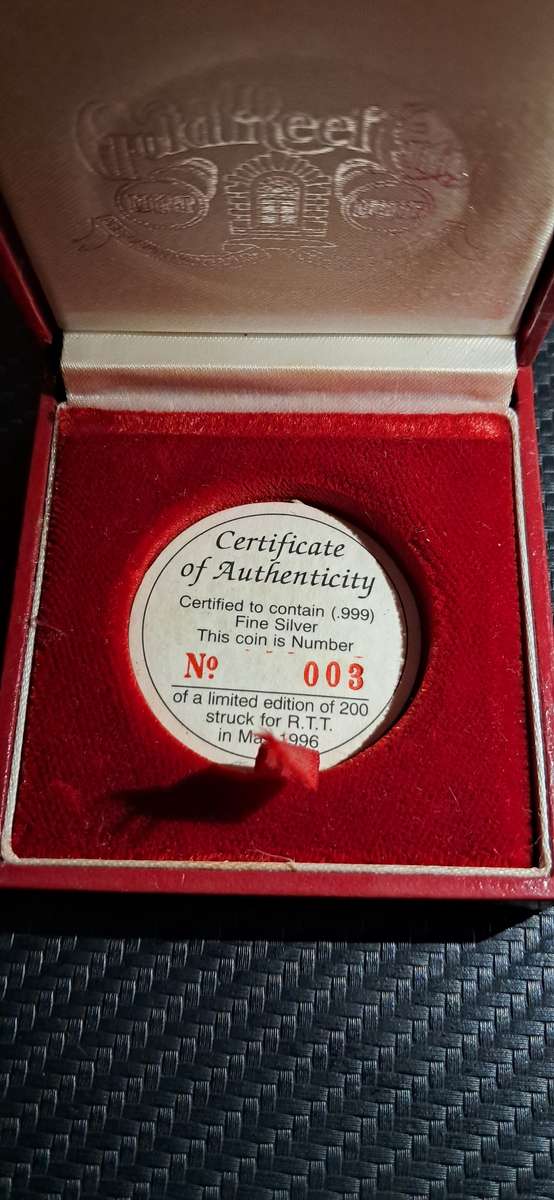 Gold Reef
Certificate
of Authenticity
Certified to contain (.999)
Fine Silver
This coin is Number
Nº 003
of a limited edition of 200
struck for R.T.T.
in 1996